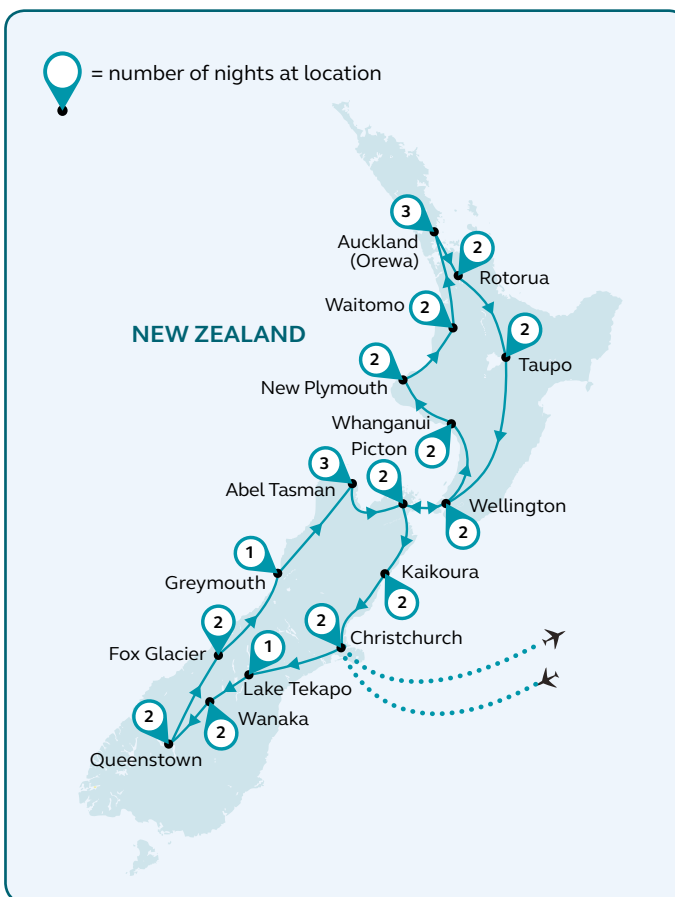 = number of nights at location
3
Auckland
(Orewa)
2
Rotorua
Waitomo
2
NEW ZEALAND
2
Taupo
2
New Plymouth
Whanganui
2
Picton
2
3
Abel Tasman
Wellington
2
1
Greymouth
Kaikoura
2
2
Fox Glacier
2
Christchurch
1
Lake Tekapo
2
Wanaka
2
Queenstown